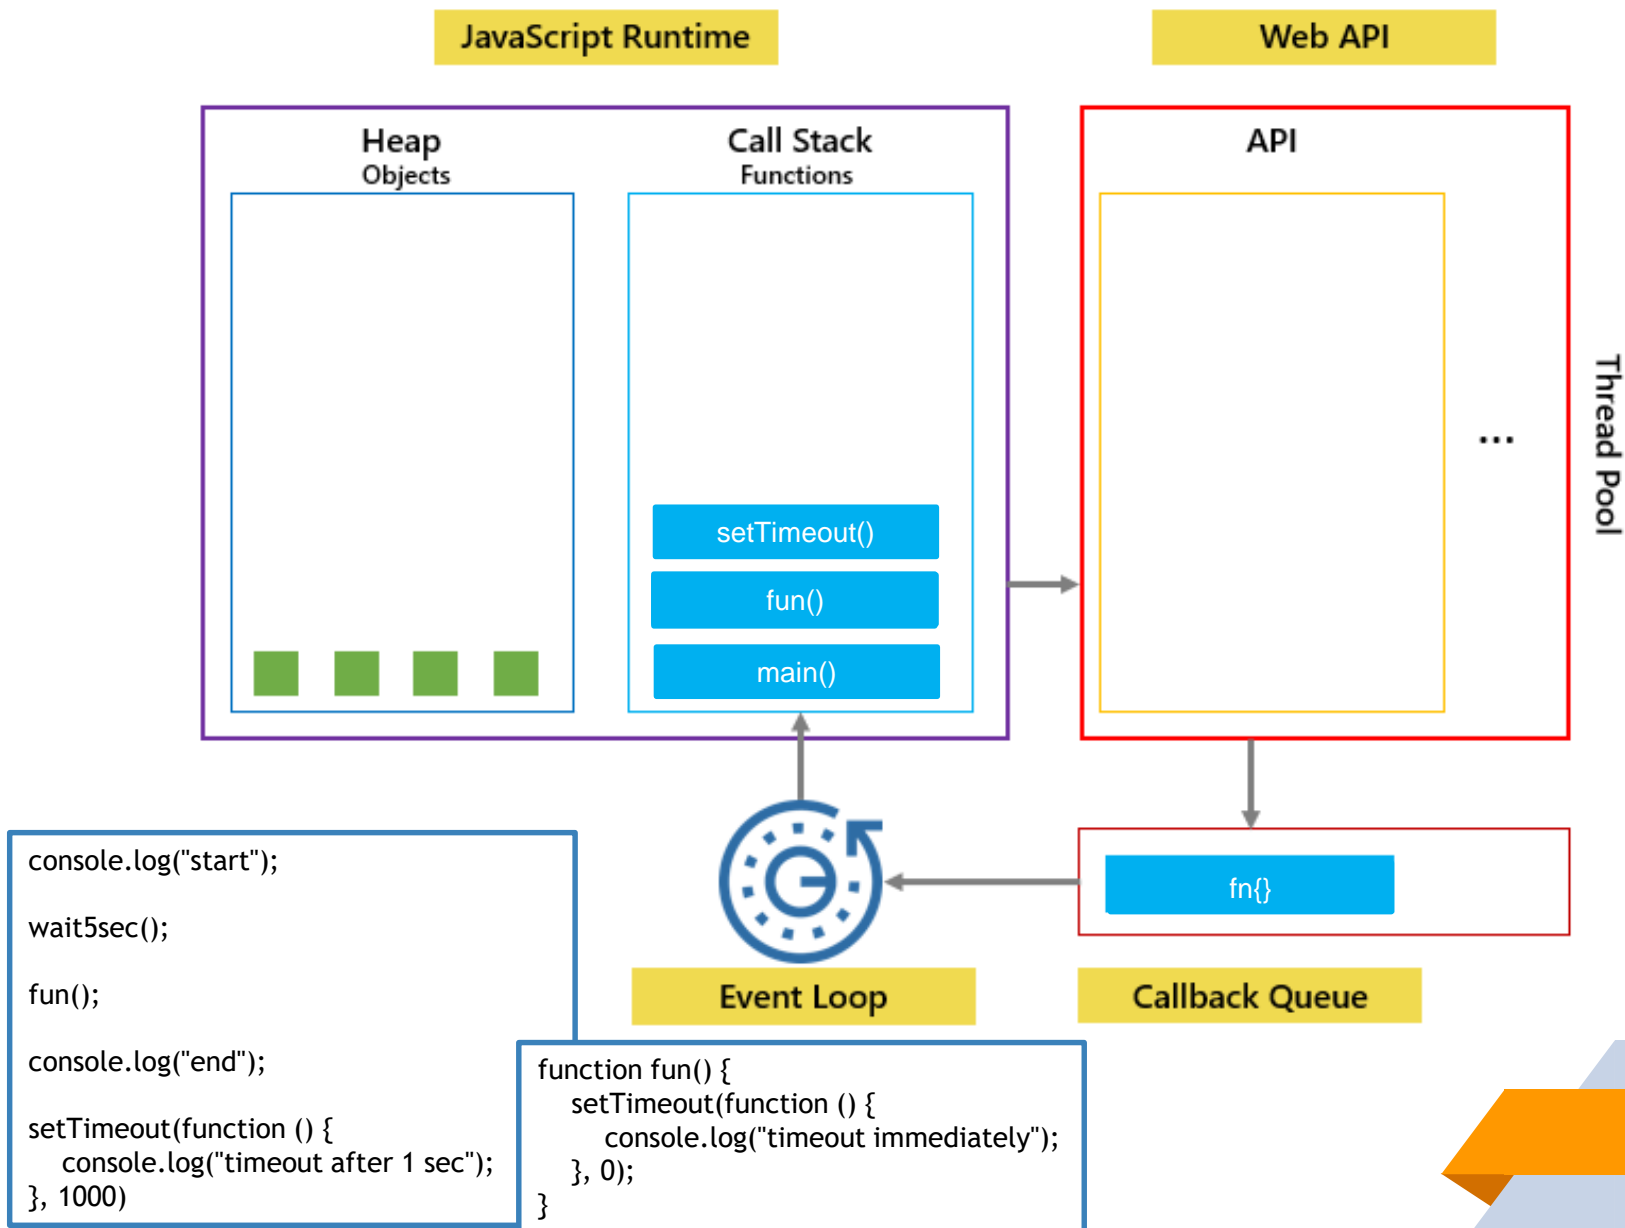 JavaScript Runtime
Web API
Heap
Objects
Call Stack
Functions
API
setTimeout()
fun()
main()
...
Thread Pool
fn{}
Event Loop
Callback Queue
console.log("start");
wait5sec();
fun();
console.log("end");
setTimeout(function () {
console.log("timeout after 1 sec");
}, 1000)
function fun() {
setTimeout(function () {
console.log("timeout immediately");
}, 0);
}